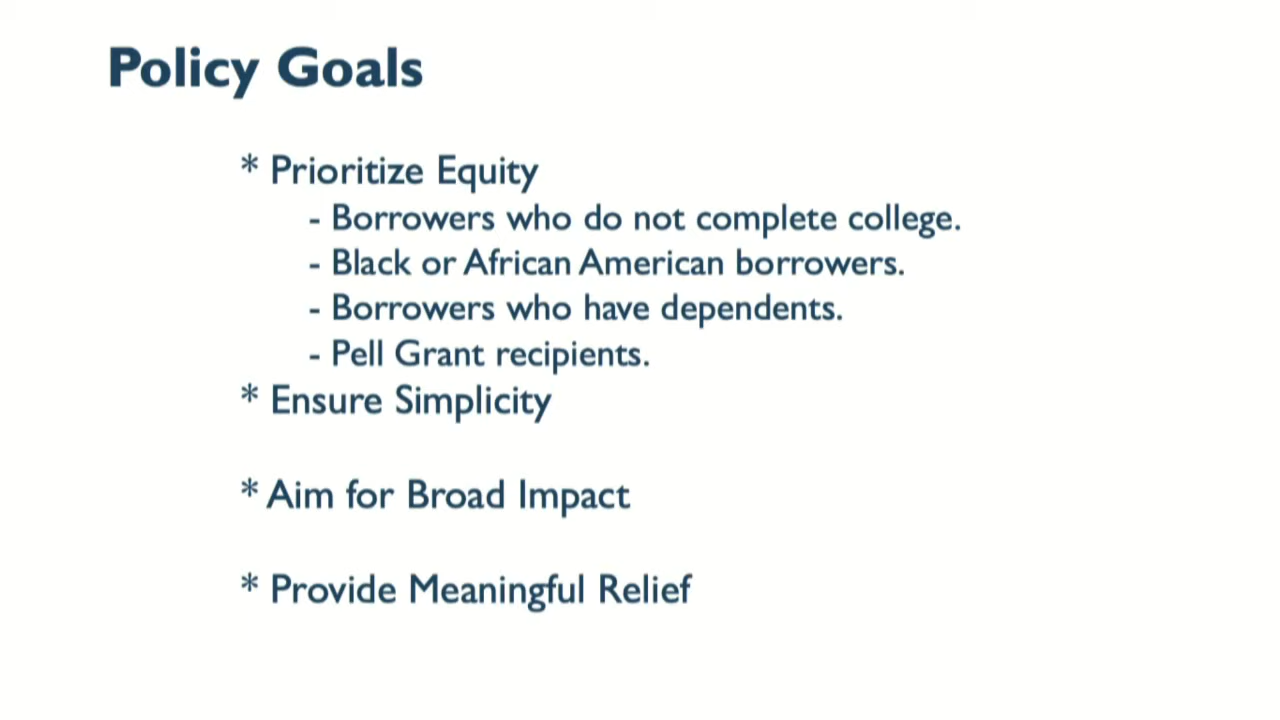 Policy Goals
* Prioritize Equity
- Borrowers who do not complete college.
- Black or African American borrowers.
- Borrowers who have dependents.
- Pell Grant recipients.
* Ensure Simplicity
* Aim for Broad Impact
* Provide Meaningful Relief